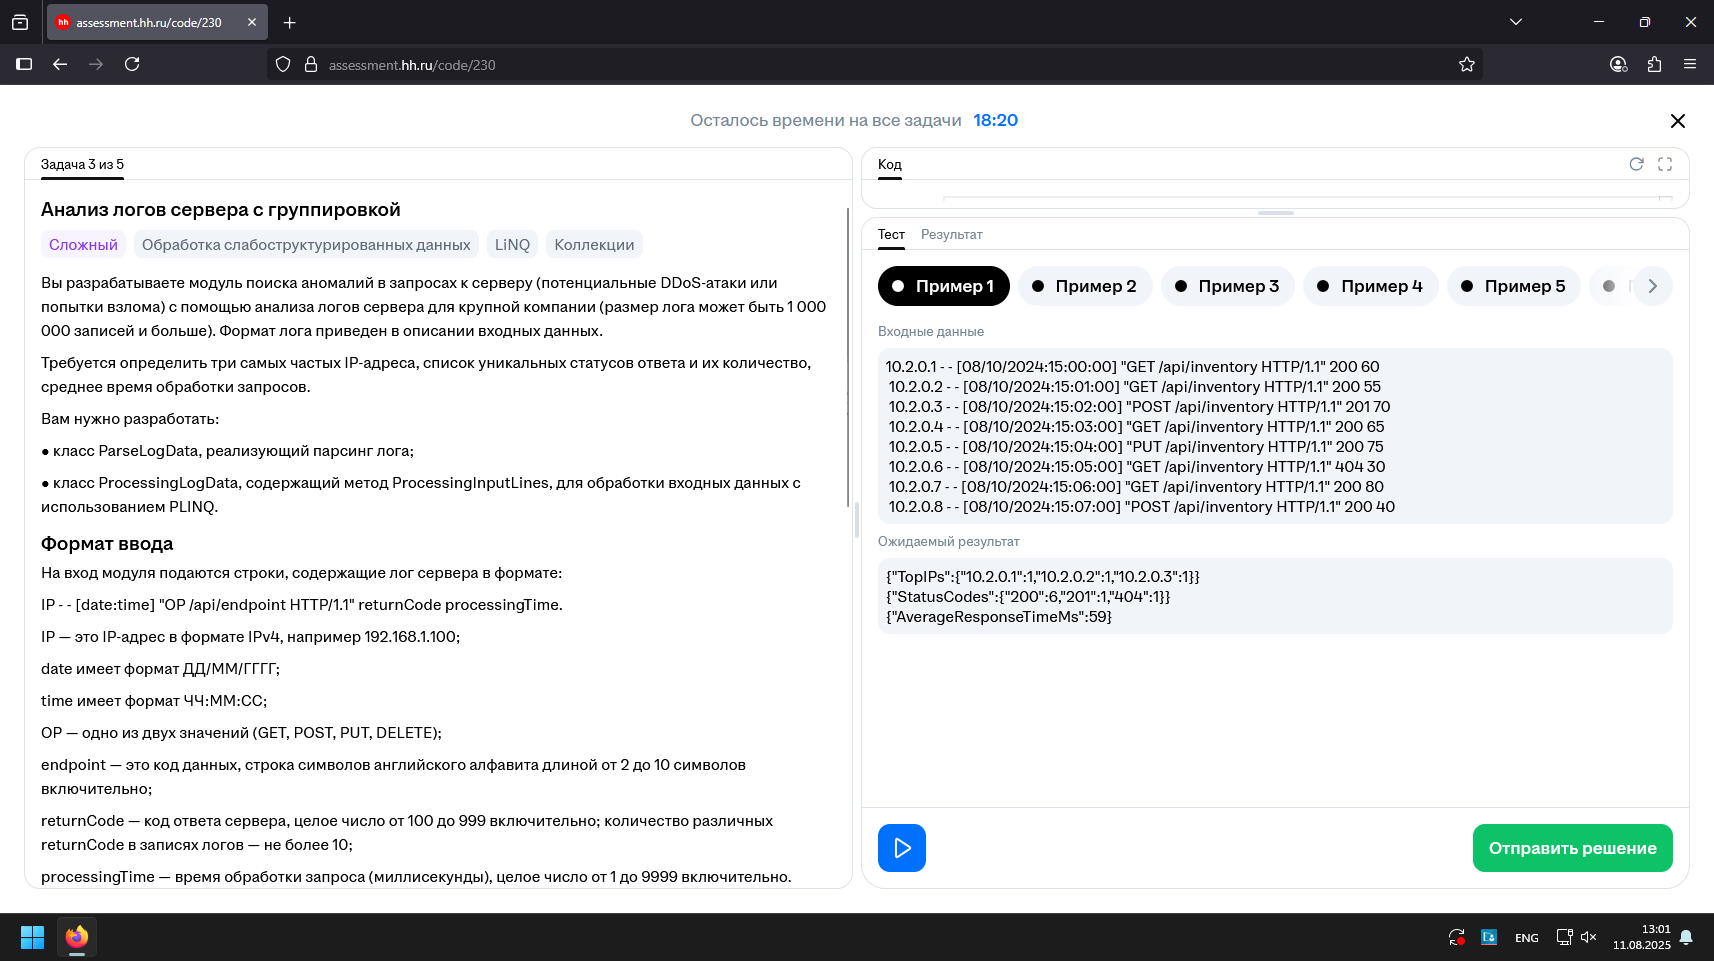 hh assessment.hh.ru/code/230
assessment.hh.ru/code/230
Осталось времени на все задачи 18:20
Задача 3 из 5
Анализ логов сервера с группировкой
Сложный
Обработка слабоструктурированных данных
LiNQ
Коллекции
Вы разрабатываете модуль поиска аномалий в запросах к серверу (потенциальные DDoS-атаки или
попытки взлома) с помощью анализа логов сервера для крупной компании (размер лога может быть 1 000
000 записей и больше). Формат лога приведен в описании входных данных.
Требуется определить три самых частых IP-адреса, список уникальных статусов ответа и их количество,
среднее время обработки запросов.
Вам нужно разработать:
● класс ParseLogData, реализующий парсинг лога;
● класс ProcessingLogData, содержащий метод ProcessingInputLines, для обработки входных данных с
использованием PLINQ.
Формат ввода
На вход модуля подаются строки, содержащие лог сервера в формате:
IP - - [date:time] "OP /api/endpoint HTTP/1.1" returnCode processingTime.
IP — это IP-адрес в формате IPv4, например 192.168.1.100;
date имеет формат ДД/ММ/ГГГГ;
time имеет формат ЧЧ:ММ:СС;
OP — одно из двух значений (GET, POST, PUT, DELETE);
endpoint — это код данных, строка символов английского алфавита длиной от 2 до 10 символов
включительно;
returnCode — код ответа сервера, целое число от 100 до 999 включительно; количество различных
returnCode в записях логов — не более 10;
processingTime — время обработки запроса (миллисекунды), целое число от 1 до 9999 включительно.
Код
Тест
Результат
Пример 1
Пример 2
Пример 3
Пример 4
Пример 5
Входные данные
10.2.0.1 - - [08/10/2024:15:00:00] "GET /api/inventory HTTP/1.1" 200 60
10.2.0.2 - - [08/10/2024:15:01:00] "GET /api/inventory HTTP/1.1" 200 55
10.2.0.3 - - [08/10/2024:15:02:00] "POST /api/inventory HTTP/1.1" 201 70
10.2.0.4 - - [08/10/2024:15:03:00] "GET /api/inventory HTTP/1.1" 200 65
10.2.0.5 - - [08/10/2024:15:04:00] "PUT /api/inventory HTTP/1.1" 200 75
10.2.0.6 - - [08/10/2024:15:05:00] "GET /api/inventory HTTP/1.1" 404 30
10.2.0.7 - - [08/10/2024:15:06:00] "GET /api/inventory HTTP/1.1" 200 80
10.2.0.8 - - [08/10/2024:15:07:00] "POST /api/inventory HTTP/1.1" 200 40
Ожидаемый результат
{"TopIPs":{"10.2.0.1":1,"10.2.0.2":1,"10.2.0.3":1}}
{"StatusCodes":{"200":6,"201":1,"404":1}}
{"AverageResponseTimeMs":59}
Отправить решение
ENG
13:01
11.08.2025